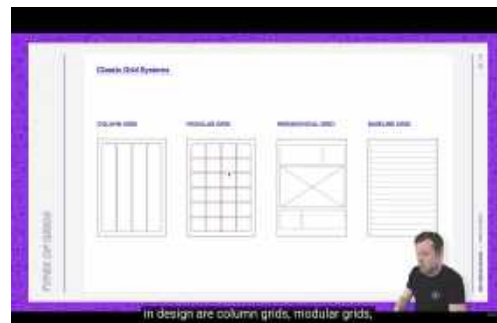 Classic Grid Systems
COLUMN GRID
MODULAR GRID
HIERARCHICAL GRID
BASELINE GRID
TYPES OF GRIDS
in design are column grids, modular grids,